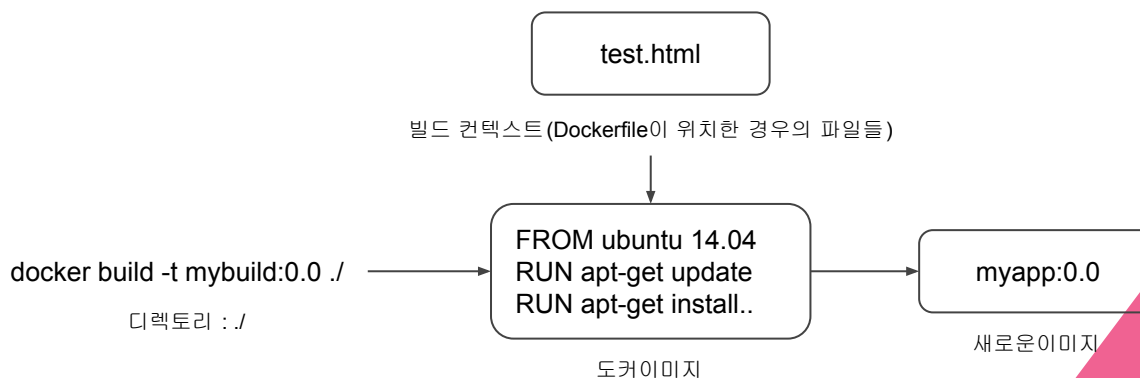 test.html
빌드 컨텍스트(Dockerfile이 위치한 경우의 파일들)
docker build -t mybuild:0.0 ./
디렉토리 : ./
FROM ubuntu 14.04
RUN apt-get update
RUN apt-get install..
도커이미지
myapp:0.0
새로운이미지